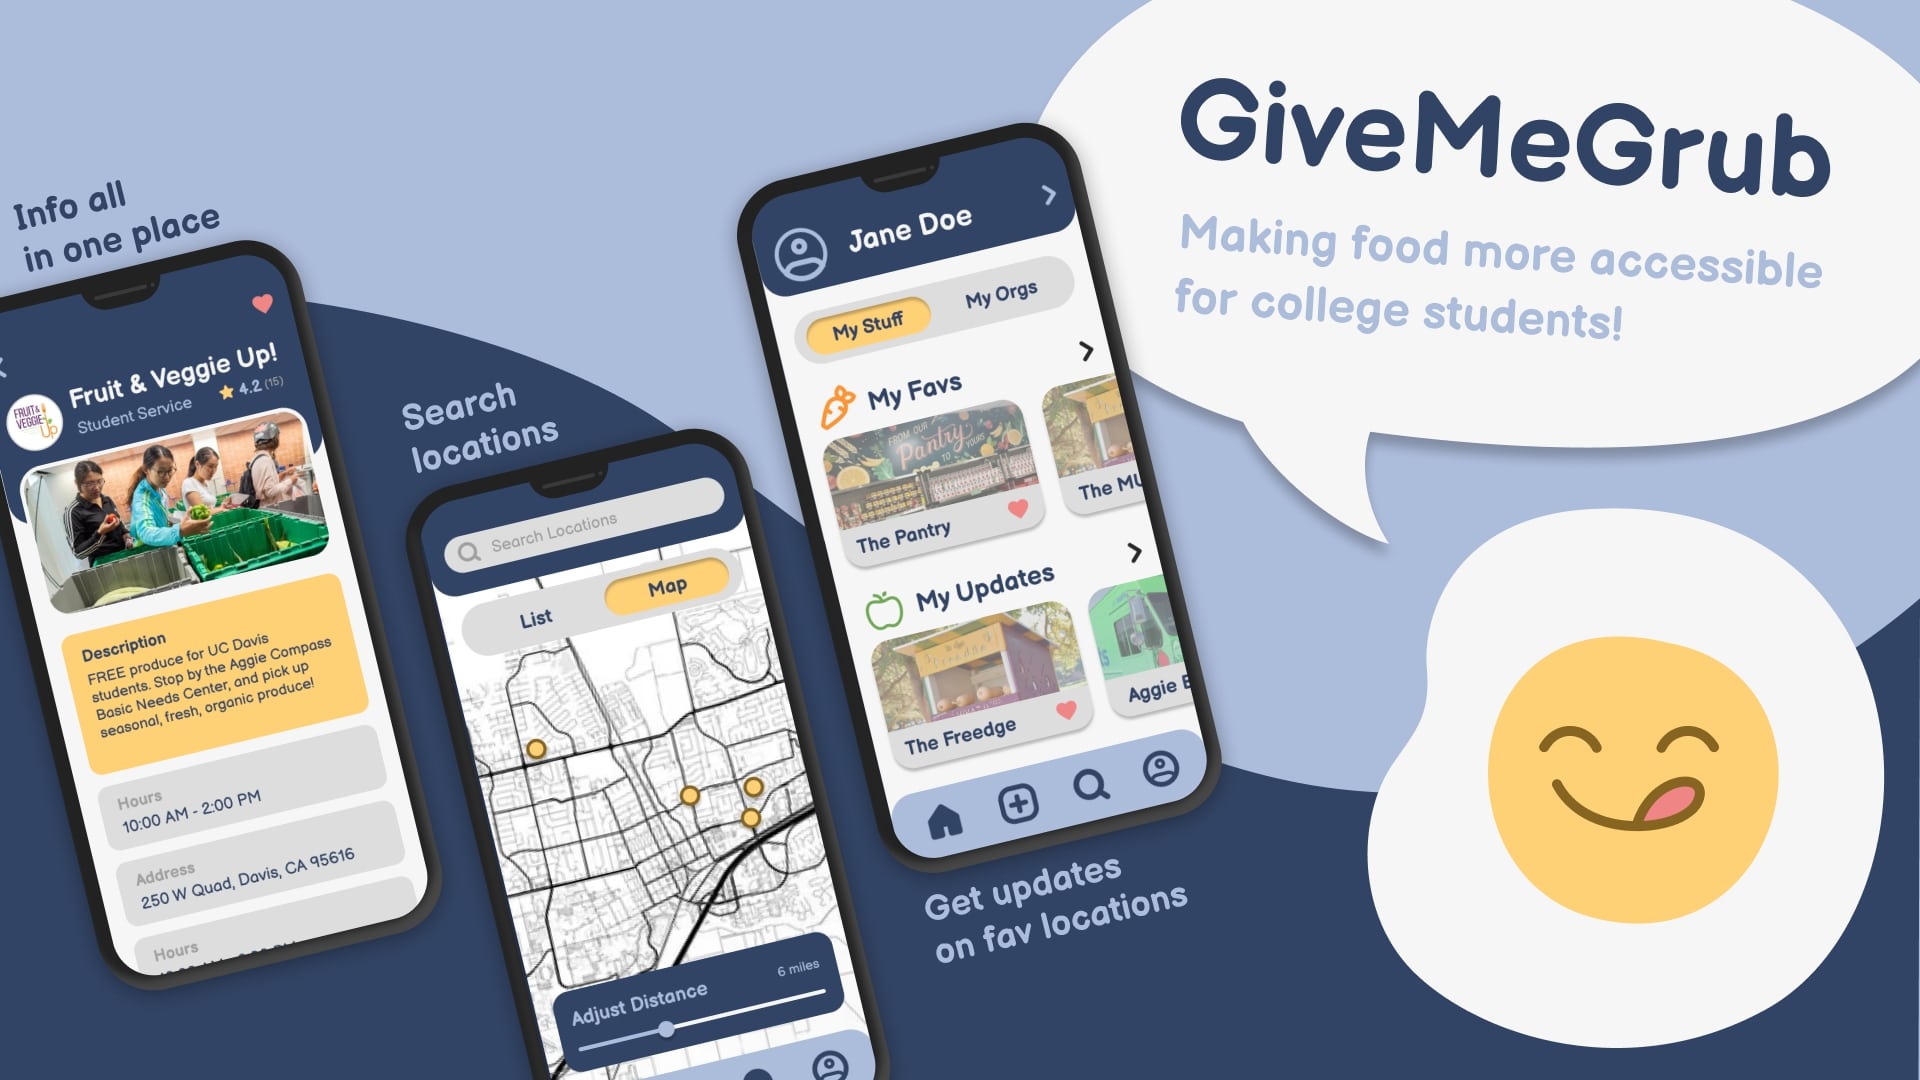 GiveMeGrub
Making food more accessible
for college students!
Info all
in one place
Fruit & Veggie Up!
Student Service
4.2 (15)
FRUIT &
VEGGIE
Up
Description
FREE produce for UC Davis
students. Stop by the Aggie Compass
Basic Needs Center, and pick up
seasonal, fresh, organic produce!
Hours
10:00 AM - 2:00 PM
Address
250 W Quad, Davis, CA 95616
Hours
Search
locations
Search Locations
List
Map
Adjust Distance
6 miles
Jane Doe
My Stuff
My Orgs
My Favs
FROM OUR
Pantry
TO
YOURS
The Pantry
The MU
My Updates
freedge
The Freedge
Aggie
Get updates
on fav locations